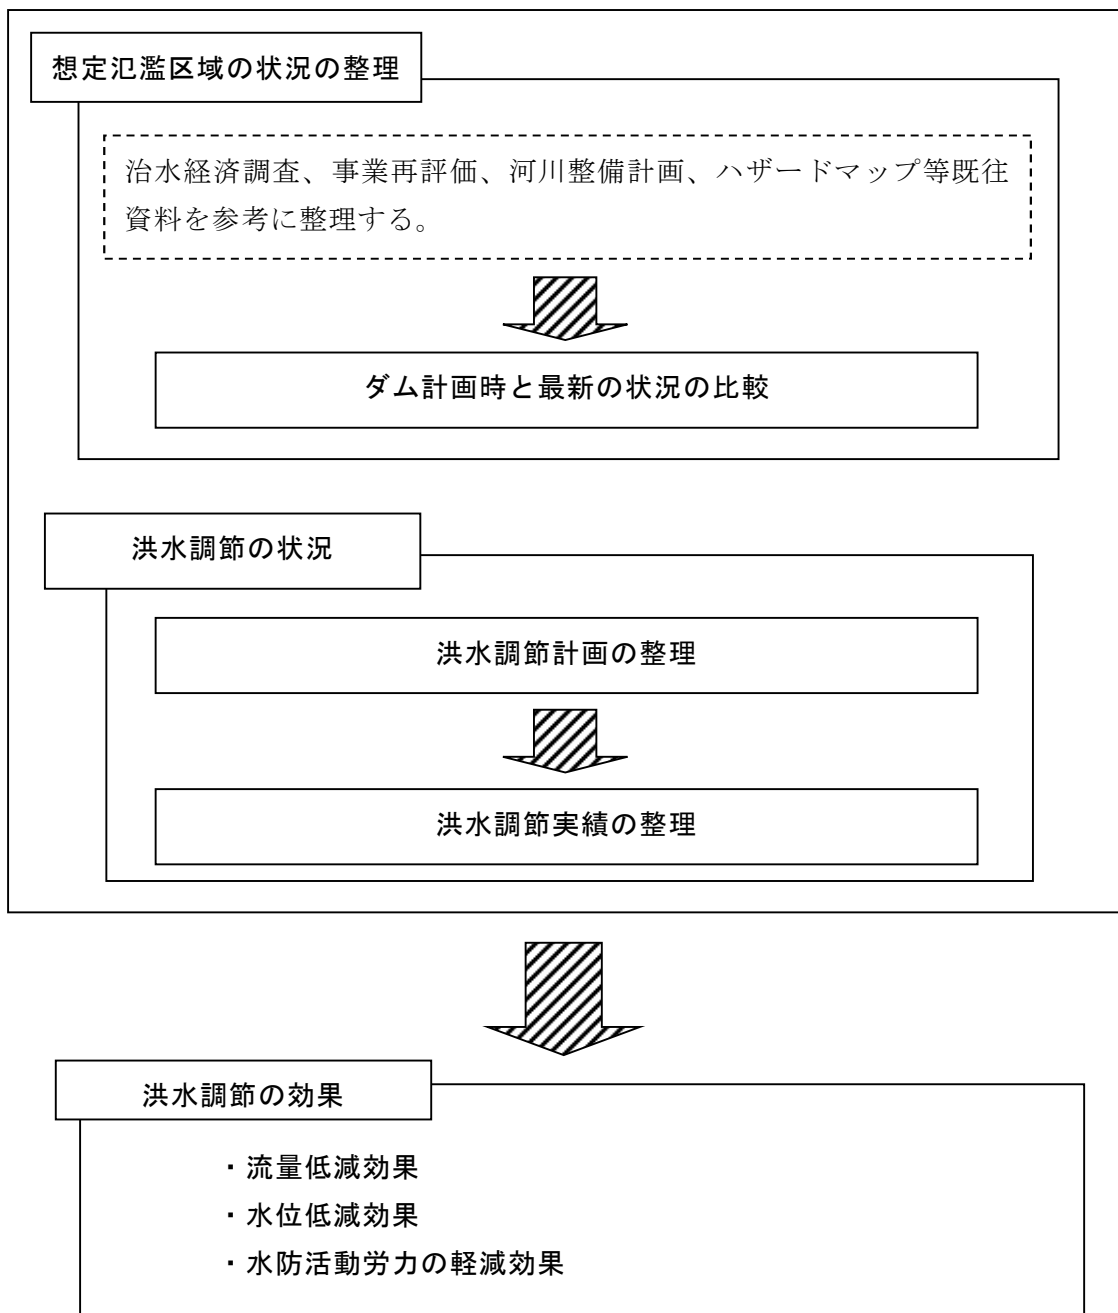 想定氾濫区域の状況の整理
治水経済調査、事業再評価、河川整備計画、ハザードマップ等既往
資料を参考に整理する。
ダム計画時と最新の状況の比較
洪水調節の状況
洪水調節計画の整理
洪水調節実績の整理
洪水調節の効果
・流量低減効果
・水位低減効果
・水防活動労力の軽減効果